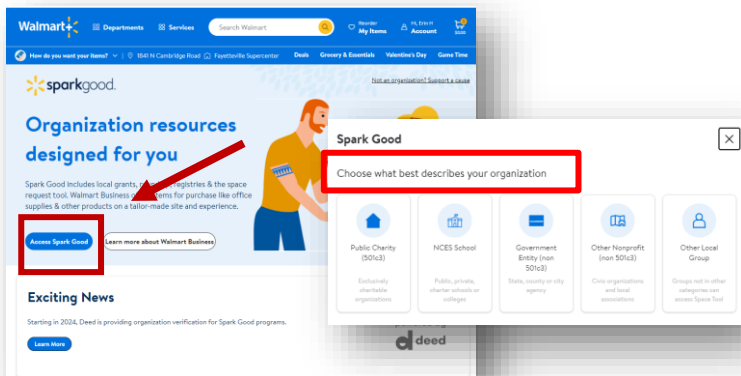 Walmart+ Departments Services Search Walmart Reorder My Items Hi, Erin H Account $0.00
How do you want your items? 1841 N Cambridge Road Fayetteville Supercenter Deals Grocery & Essentials Valentine's Day Game Time
sparkgood.
Not an organization? Support a cause
Organization resources
designed for you
Spark Good includes local grants, registries & the space
request tool. Walmart Business items for purchase like office
supplies & other products on a tailor-made site and experience.
Access Spark Good Learn more about Walmart Business
Exciting News
Starting in 2024, Deed is providing organization verification for Spark Good programs.
Learn More
powered by
deed
Spark Good
Choose what best describes your organization
Public Charity
(501c3)
Exclusively
charitable
organizations
NCES School
Public, private,
charter schools or
colleges
Government
Entity (non
501c3)
State, county or city
agency
Other Nonprofit
(non 501c3)
Civic organizations
and local
associations
Other Local
Group
Groups not in other
categories can
access Space Tool